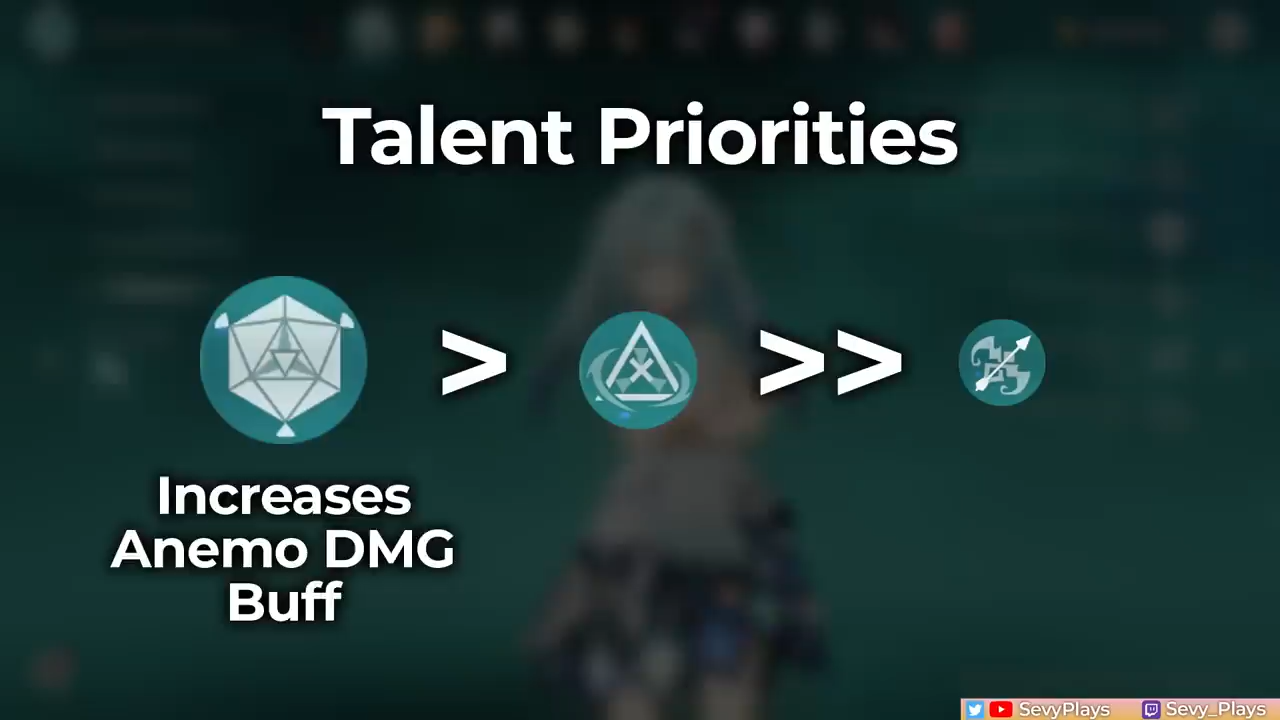 Talent Priorities
> >>
Increases
Anemo DMG
Buff
SevyPlays Sevy_Plays